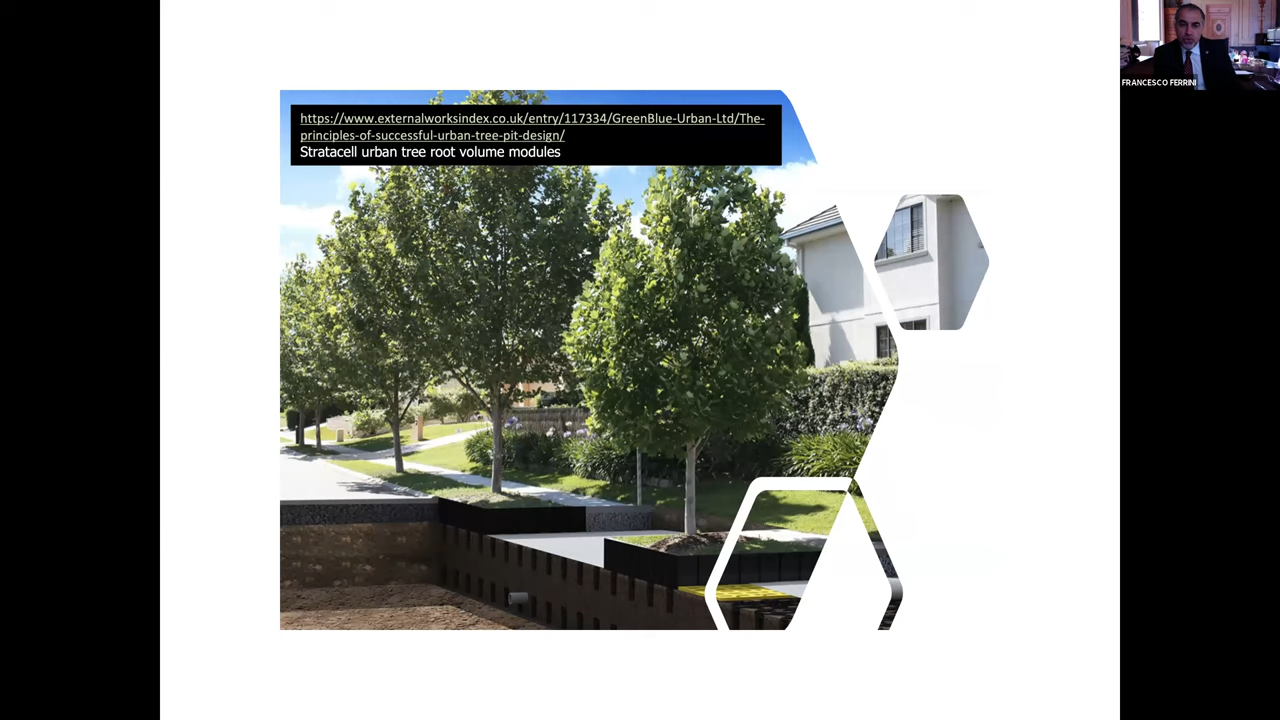 https://www.externalworksindex.co.uk/entry/117334/GreenBlue-Urban-Ltd/The-
principles-of-successful-urban-tree-pit-design/
Stratacell urban tree root volume modules
FRANCESCO FERRINI